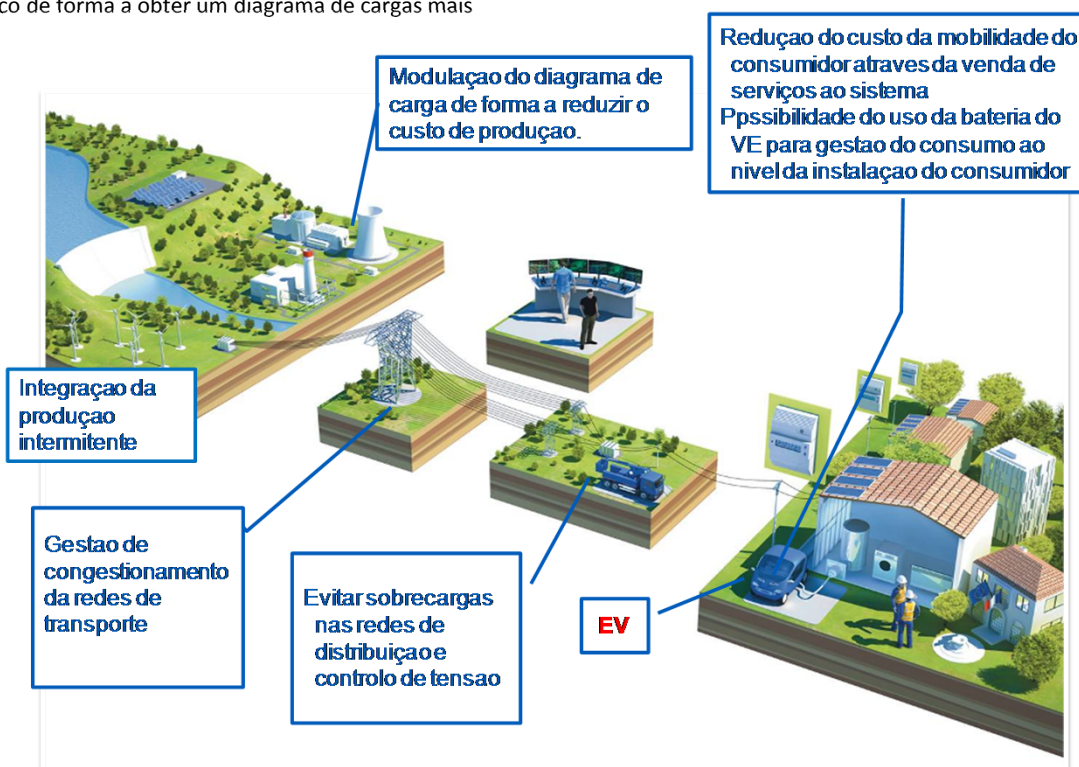 co de forma a obter um diagrama de cargas mais
Modulaçao do diagrama de
carga de forma a reduzir o
custo de produçao.
Reduçao do custo da mobilidade do
consumidor atraves da venda de
serviços ao sistema
Ppssibilidade do uso da bateria do
VE para gestao do consumo ao
nivel da instalaçao do consumidor
Integraçao da
produçao
intermitente
Gestao de
congestionamento
da redes de
transporte
Evitar sobrecargas
nas redes de
distribuiçao e
controlo de tensao
EV